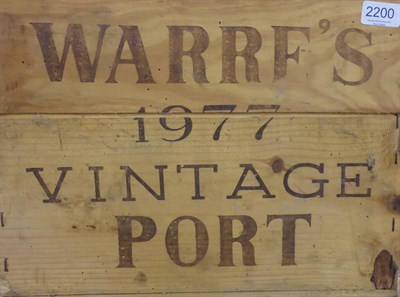 2200
WARRE'S
1977
VINTAGE
PORT